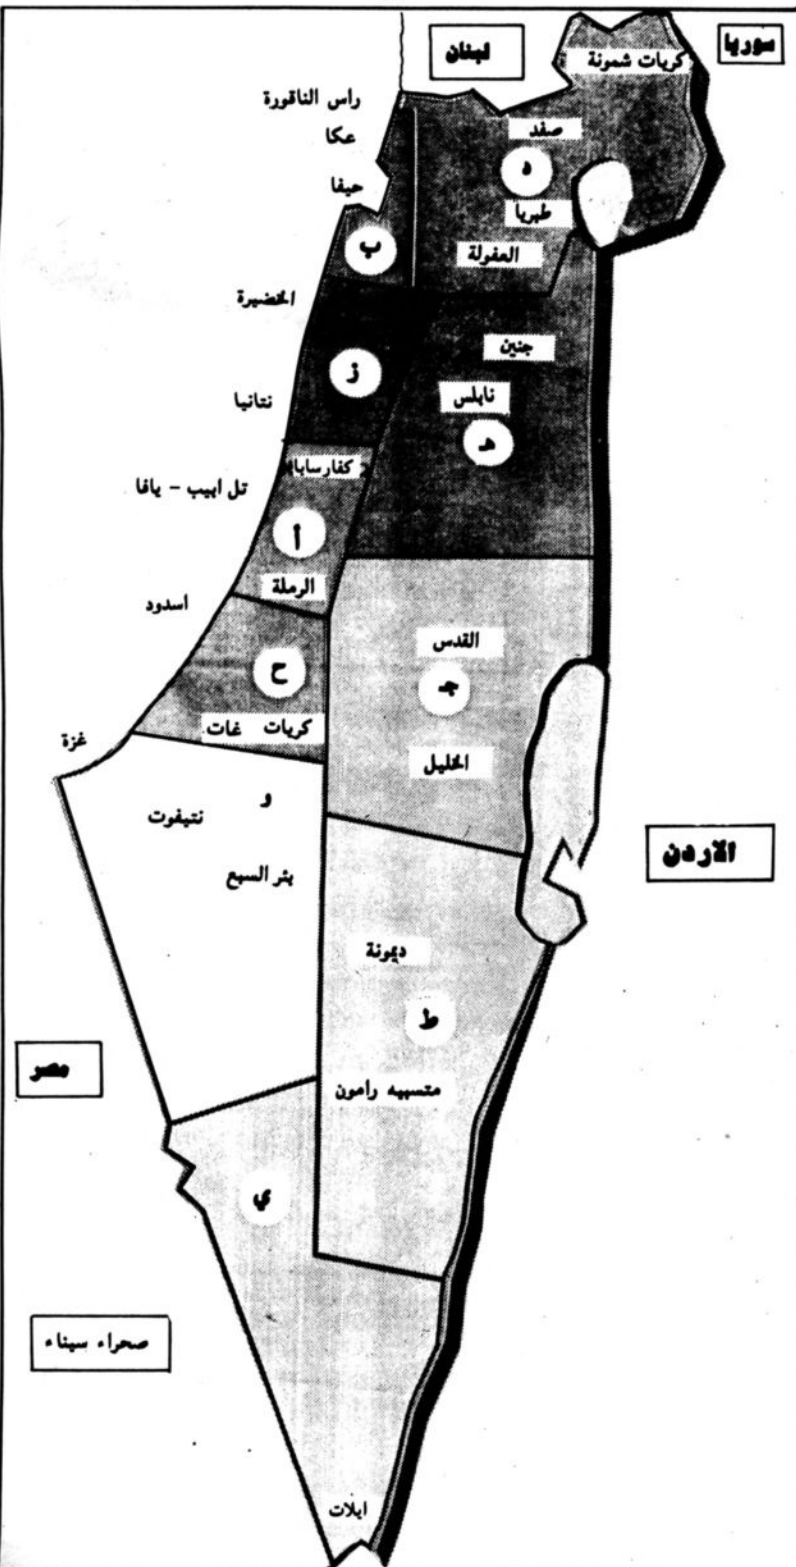 سوريا
لبنان
كريات شمونة
راس الناقورة
صفد
عكا
د
حيفا
طبريا
ب
العفولة
الخضيرة
جنين
ز
نتانيا
نابلس
هـ
كفارسابا
تل ابيب - يافا
أ
الرملة
اسدود
القدس
ح
جـ
كريات غات
غزة
الخليل
و
نتيفوت
الاردن
بئر السبع
ديمونة
ط
مصر
متسبيه رامون
ي
صحراء سيناء
ايلات